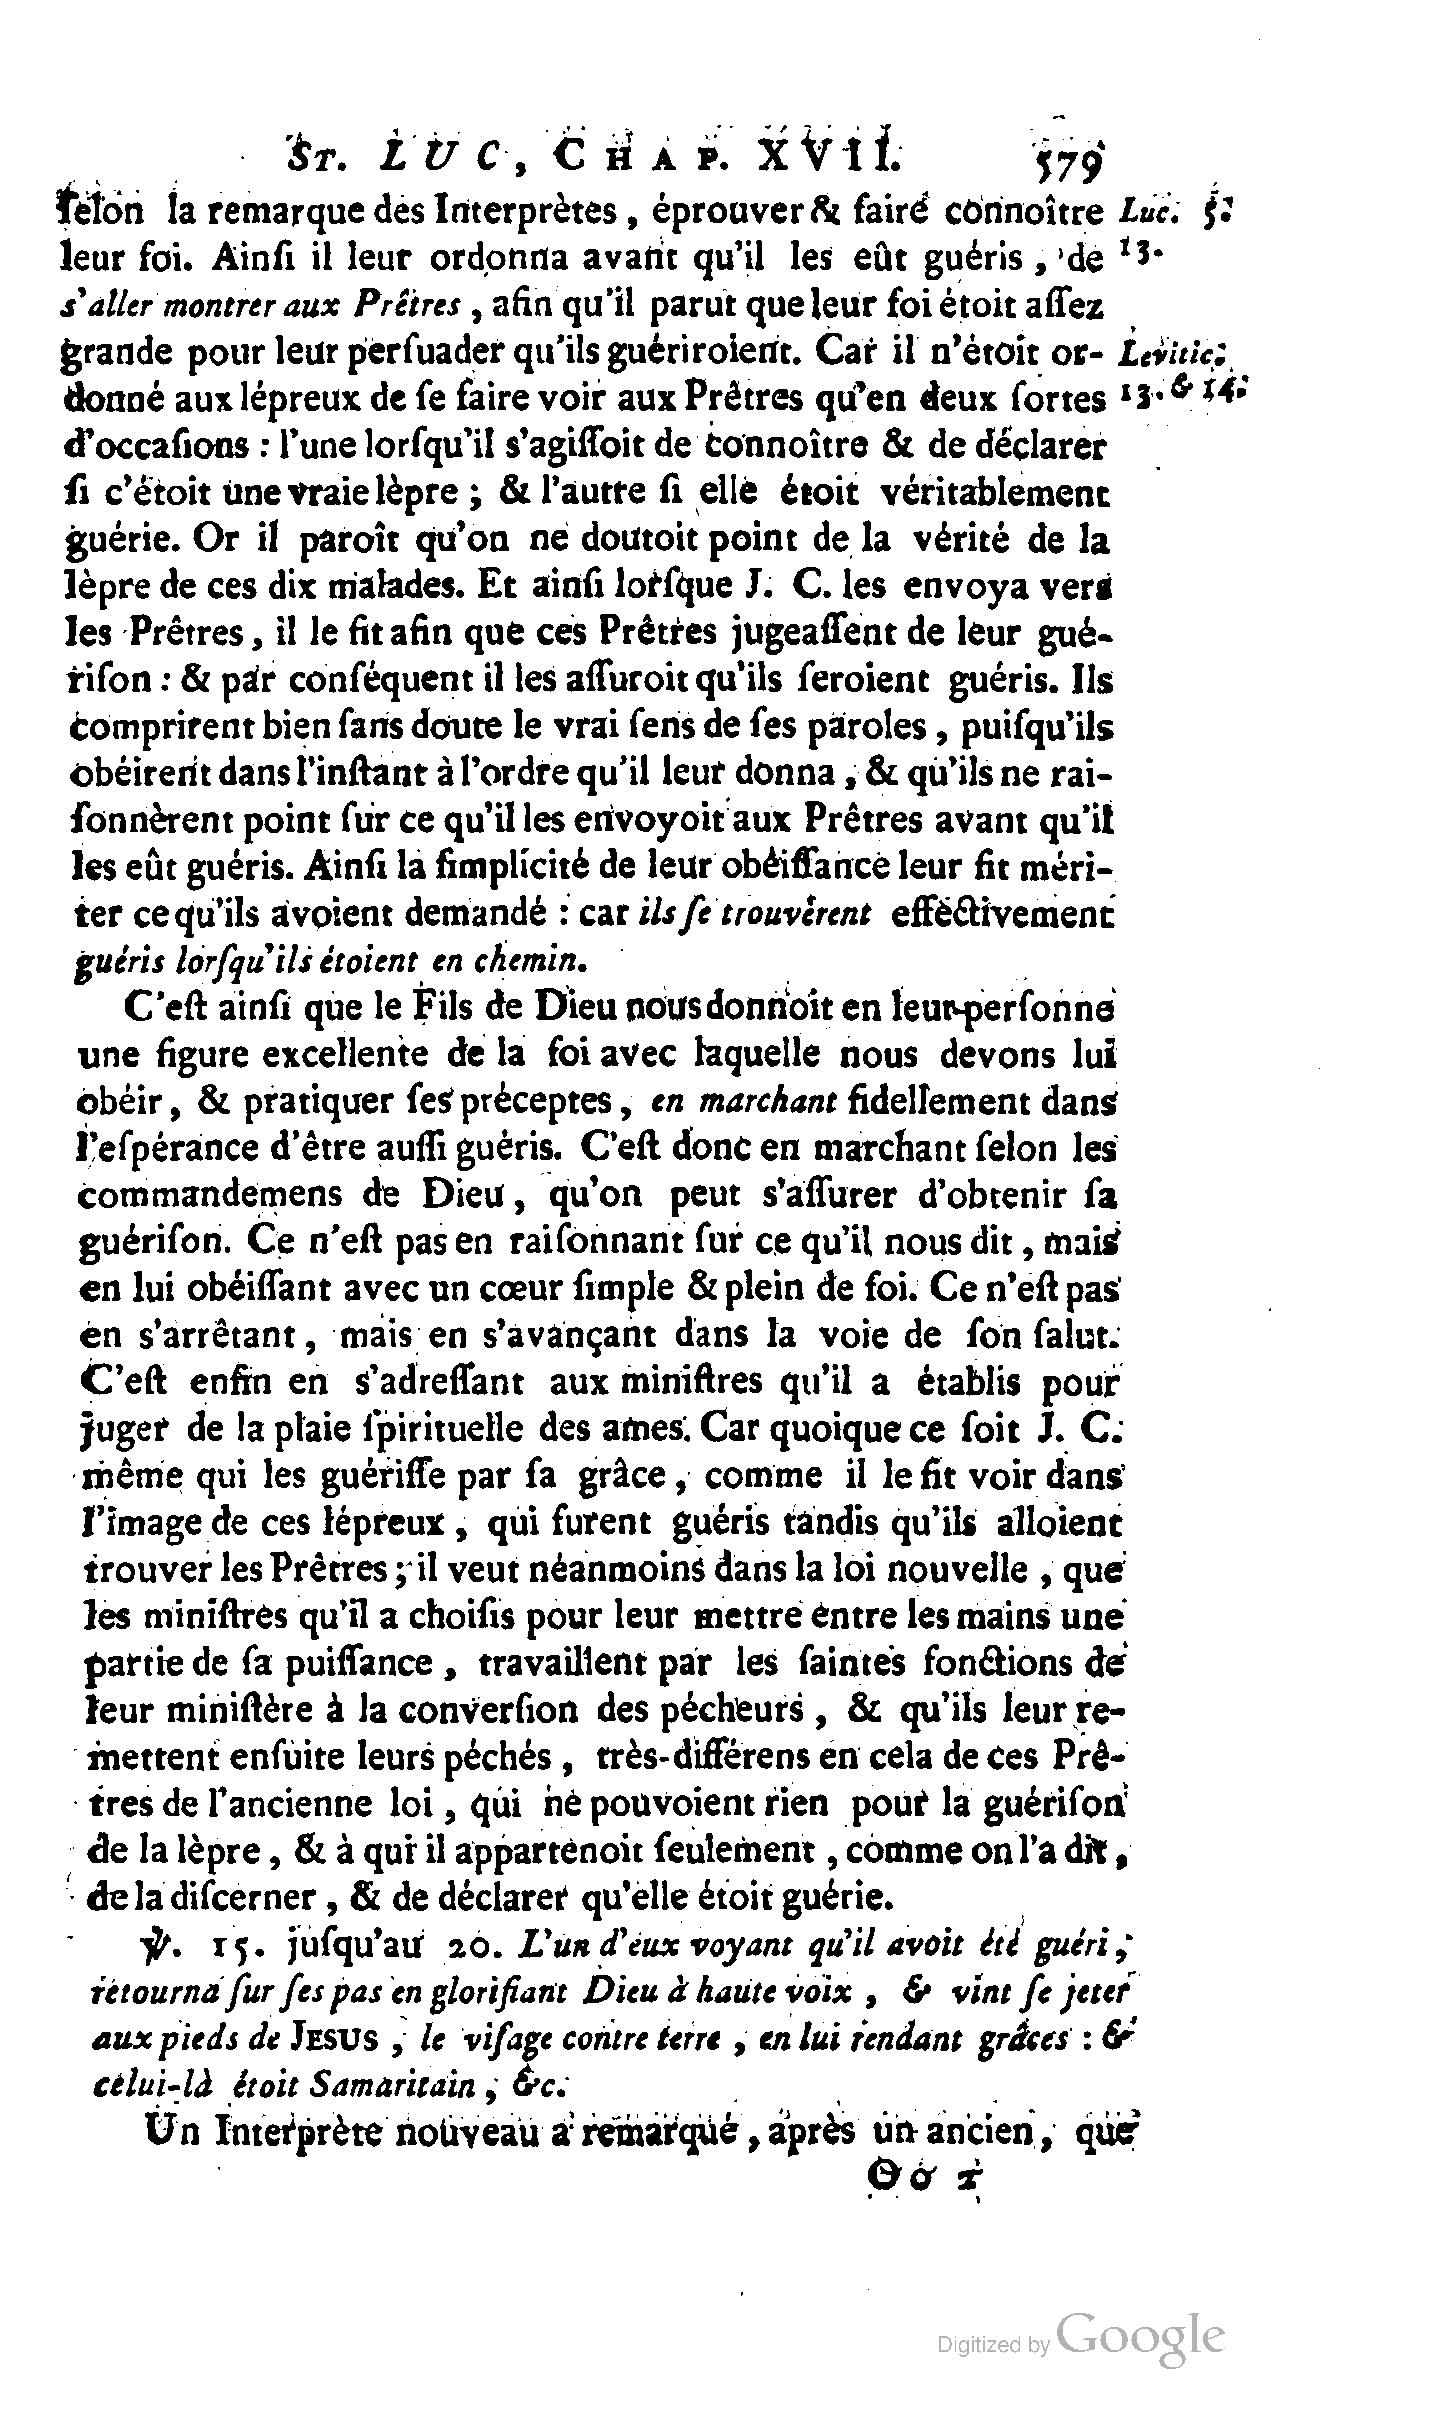 ST. LUC, CHAP. XVII. 579
ſelon la remarque des Interprètes, éprouver & faire connoître Luc. 5.
leur foi. Ainſi il leur ordonna avant qu'il les eût guéris, de 13.
s'aller montrer aux Prêtres, afin qu'il parut que leur foi étoit aſſez
grande pour leur perſuader qu'ils guériroient. Car il n'étoit or- Levitic.
donné aux lépreux de ſe faire voir aux Prêtres qu'en deux ſortes 13. & 14.
d'occaſions : l'une lorſqu'il s'agiſſoit de connoître & de déclarer
ſi c'étoit une vraie lèpre ; & l'autre ſi elle étoit véritablement
guérie. Or il paroît qu'on ne doutoit point de la vérité de la
lèpre de ces dix malades. Et ainſi lorſque J. C. les envoya vers
les Prêtres, il le fit afin que ces Prêtres jugeaſſent de leur gué-
riſon : & par conſéquent il les aſſuroit qu'ils ſeroient guéris. Ils
comprirent bien ſans doute le vrai ſens de ſes paroles, puiſqu'ils
obéirent dans l'inſtant à l'ordre qu'il leur donna, & qu'ils ne rai-
ſonnèrent point ſur ce qu'il les envoyoit aux Prêtres avant qu'il
les eût guéris. Ainſi la ſimplicité de leur obéiſſance leur fit méri-
ter ce qu'ils avoient demandé : car ils ſe trouvèrent effectivement
guéris lorſqu'ils étoient en chemin.
C'eſt ainſi que le Fils de Dieu nous donnoit en leur perſonne
une figure excellente de la foi avec laquelle nous devons lui
obéir, & pratiquer ſes préceptes, en marchant fidellement dans
l'eſpérance d'être auſſi guéris. C'eſt donc en marchant ſelon les
commandemens de Dieu, qu'on peut s'aſſurer d'obtenir ſa
guériſon. Ce n'eſt pas en raiſonnant ſur ce qu'il nous dit, mais
en lui obéiſſant avec un cœur ſimple & plein de foi. Ce n'eſt pas
en s'arrêtant, mais en s'avançant dans la voie de ſon ſalut.
C'eſt enfin en s'adreſſant aux miniſtres qu'il a établis pour
juger de la plaie ſpirituelle des ames. Car quoique ce ſoit J. C.
même qui les guériſſe par ſa grâce, comme il le fit voir dans
l'image de ces lépreux, qui furent guéris tandis qu'ils alloient
trouver les Prêtres ; il veut néanmoins dans la loi nouvelle, que
les miniſtres qu'il a choiſis pour leur mettre entre les mains une
partie de ſa puiſſance, travaillent par les ſaintes fonctions de
leur miniſtère à la converſion des pécheurs, & qu'ils leur re-
mettent enſuite leurs péchés, très-différens en cela de ces Prê-
tres de l'ancienne loi, qui ne pouvoient rien pour la guériſon
de la lèpre, & à qui il appartenoit ſeulement, comme on l'a dit,
de la diſcerner, & de déclarer qu'elle étoit guérie.
℣. 15. juſqu'au 20. L'un d'eux voyant qu'il avoit été guéri,
retourna ſur ſes pas en glorifiant Dieu à haute voix, & vint ſe jeter
aux pieds de JESUS, le viſage contre terre, en lui rendant grâces : &
celui-là étoit Samaritain, &c.
Un Interprète nouveau a remarqué, après un ancien, que
Oo 2
Digitized by Google